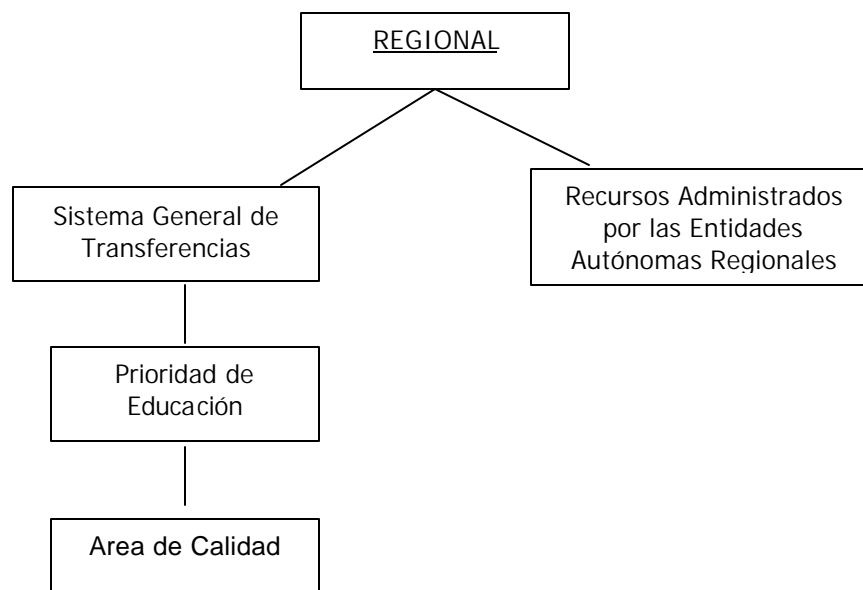 REGIONAL
Sistema General de
Transferencias
Recursos Administrados
por las Entidades
Autónomas Regionales
Prioridad de
Educación
Area de Calidad